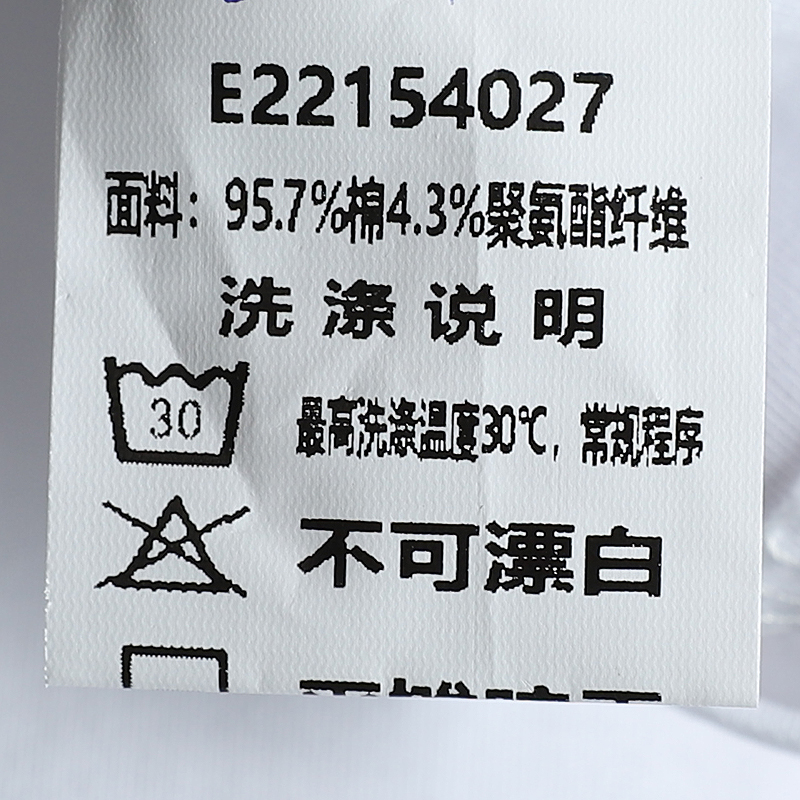 E22154027
面料：95.7%棉4.3%聚氨酯纤维
洗涤说明
30
最高洗涤温度30℃，常规程序
不可漂白